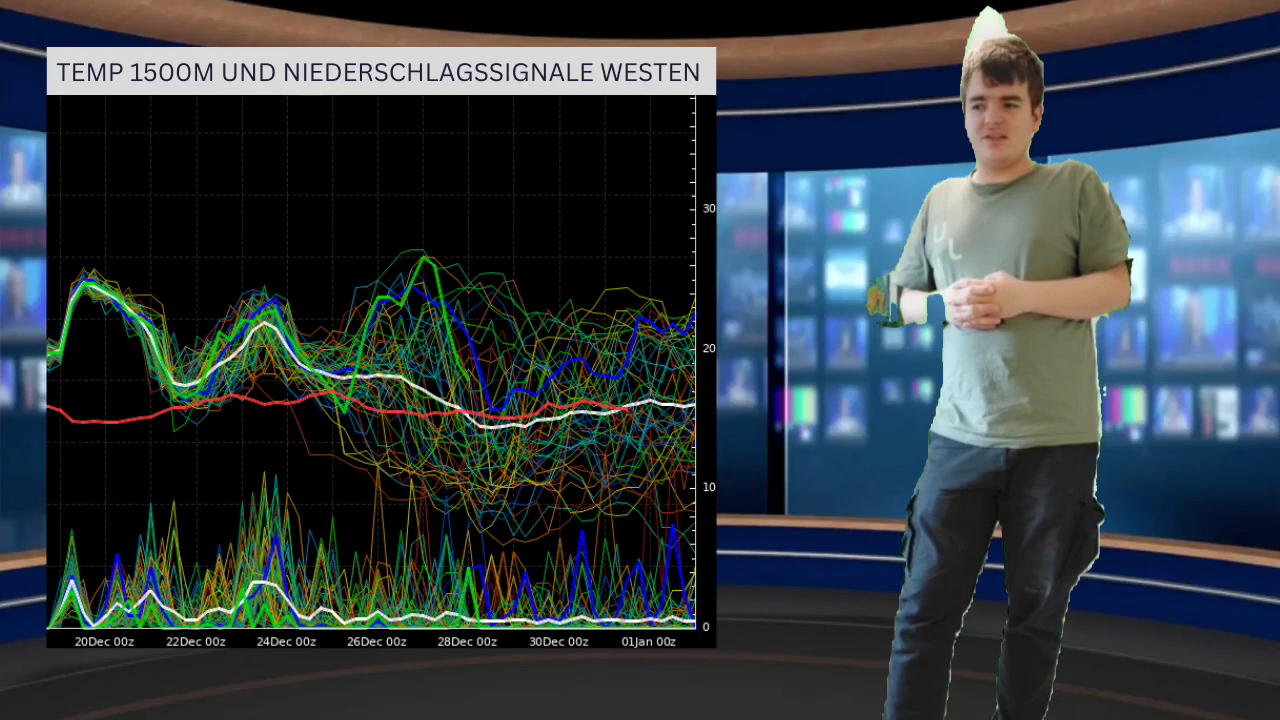 TEMP 1500M UND NIEDERSCHLAGSSIGNALE WESTEN
30
20
10
0
20Dec 00z 22Dec 00z 24Dec 00z 26Dec 00z 28Dec 00z 30Dec 00z 01Jan 00z